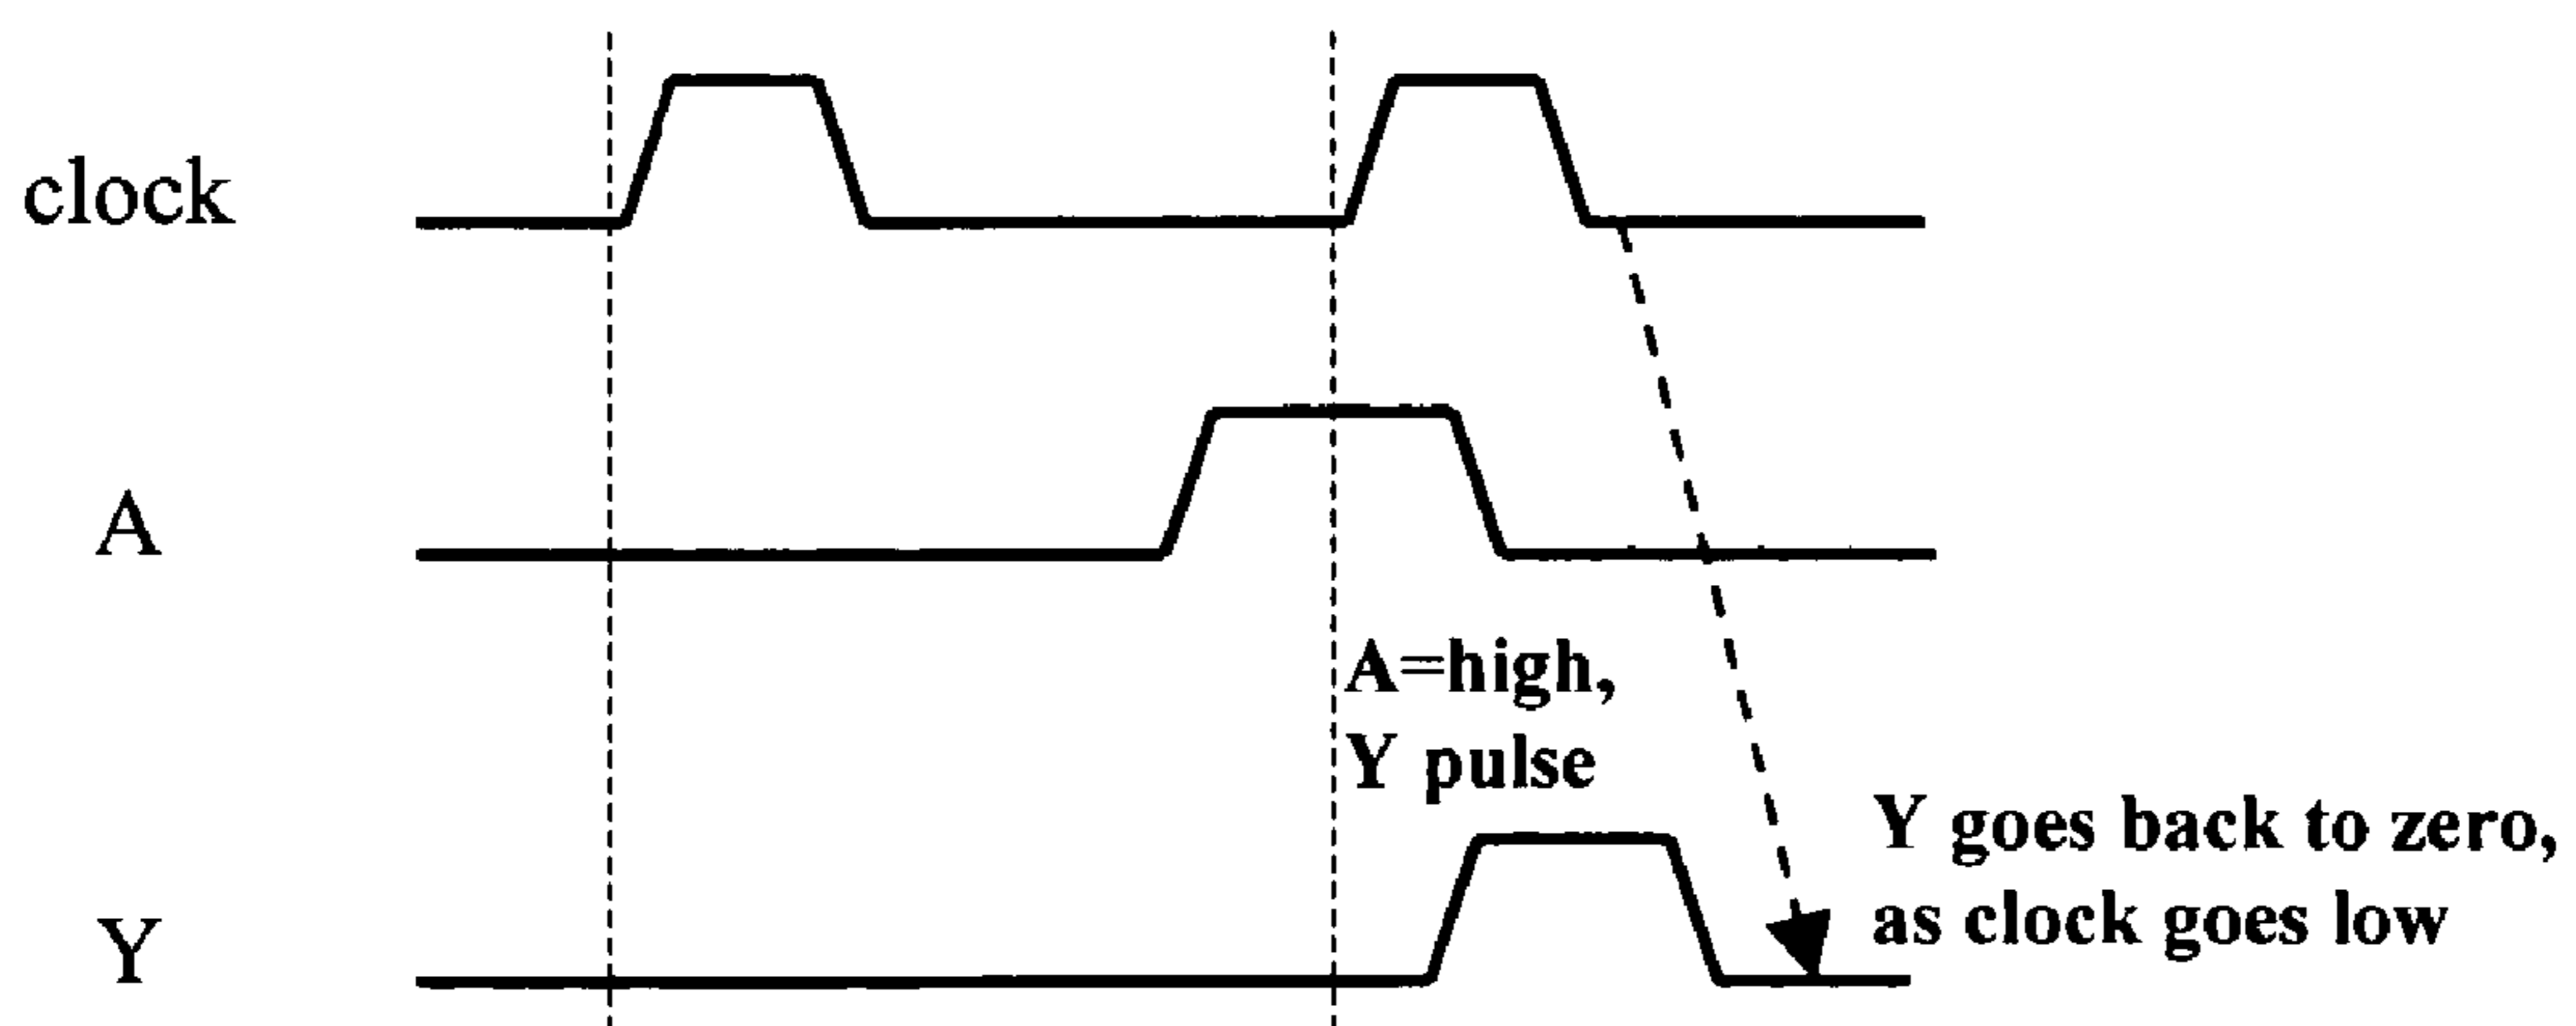 clock
A
A=high,
Y pulse
Y goes back to zero,
as clock goes low
Y